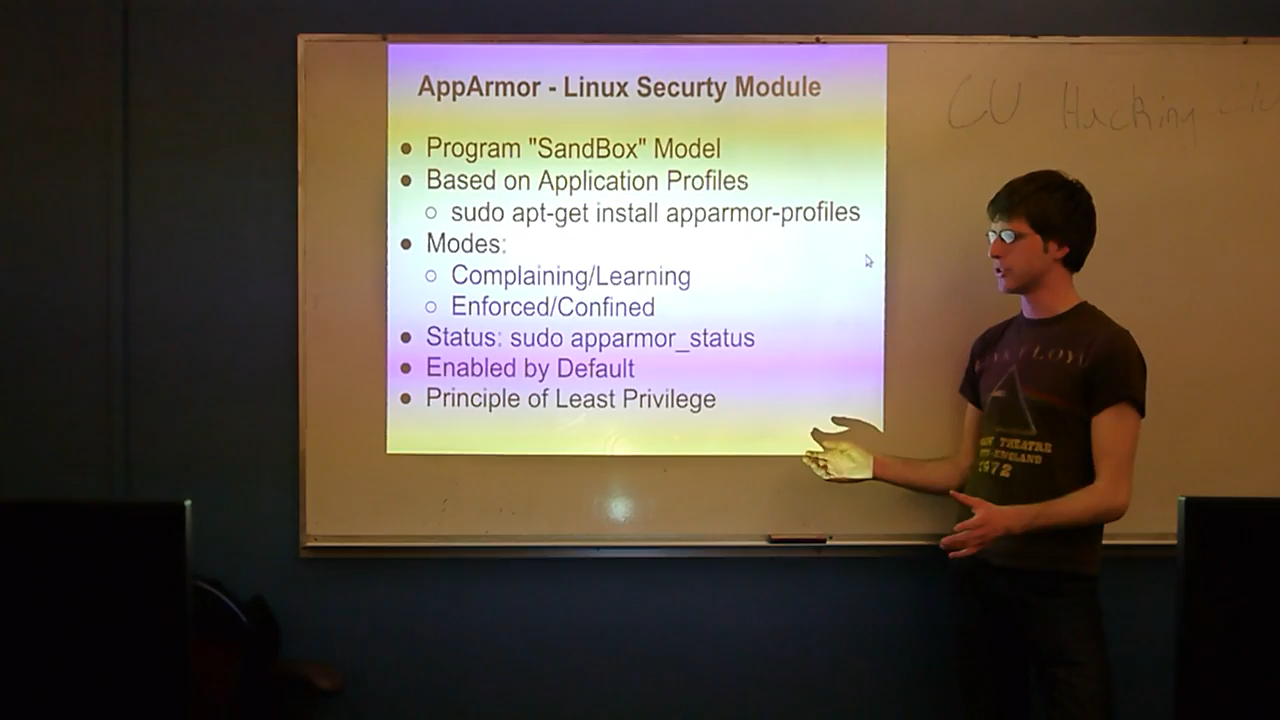 AppArmor - Linux Securty Module
● Program "SandBox" Model
● Based on Application Profiles
○ sudo apt-get install apparmor-profiles
● Modes:
○ Complaining/Learning
○ Enforced/Confined
● Status: sudo apparmor_status
● Enabled by Default
● Principle of Least Privilege
CU Hacking
THEATRE
ENGLAND
1972